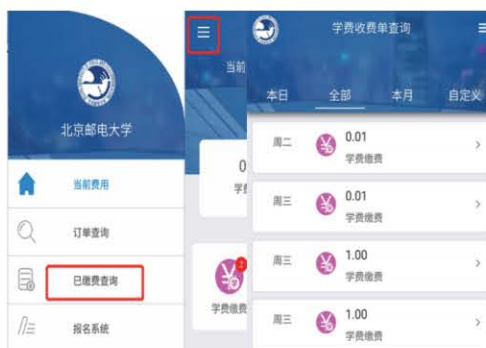 北京邮电大学
当前费用
订单查询
已缴费查询
报名系统
当前
0
学费
2
学费缴费
学费收费单查询
本日 全部 本月 自定义
周二 0.01
学费缴费
周三 0.01
学费缴费
周三 1.00
学费缴费
周三 1.00
学费缴费